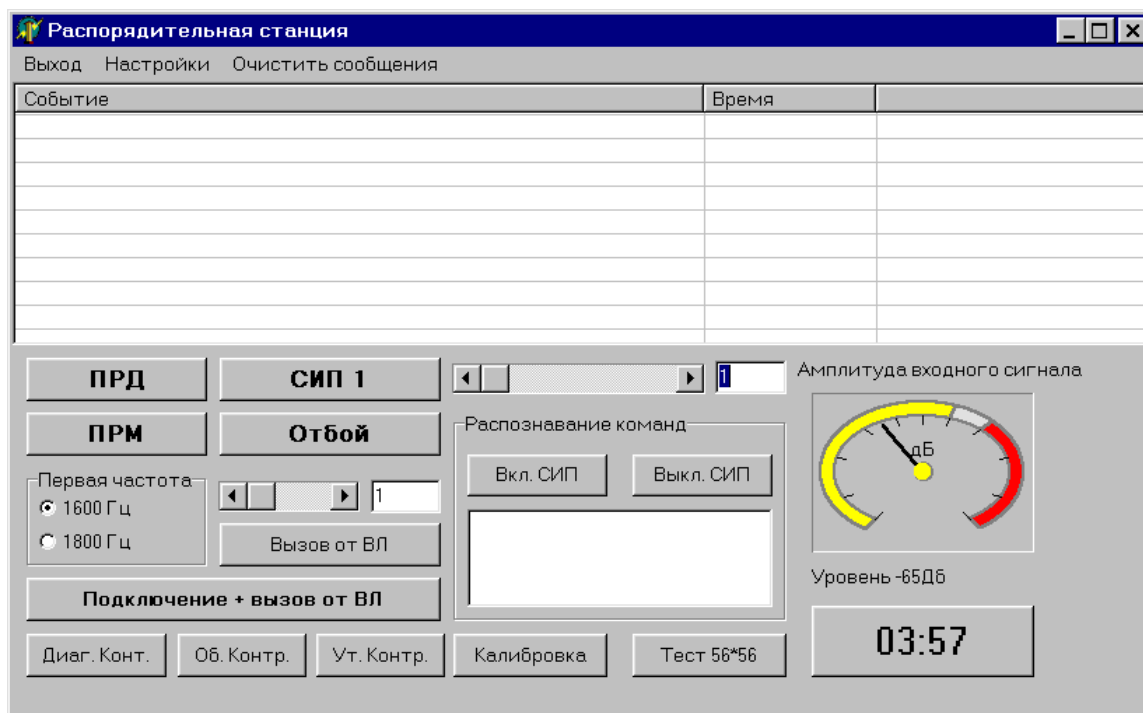 Распорядительная станция
Выход Настройки Очистить сообщения
Событие Время
ПРД СИП 1 1 Амплитуда входного сигнала
ПРМ Отбой Распознавание команд дБ
Вкл. СИП Выкл. СИП
Первая частота
1600 Гц 1
1800 Гц Вызов от ВЛ
Уровень -65Дб
Подключение + вызов от ВЛ
03:57
Диаг. Конт. Об. Контр. Ут. Контр. Калибровка Тест 56*56